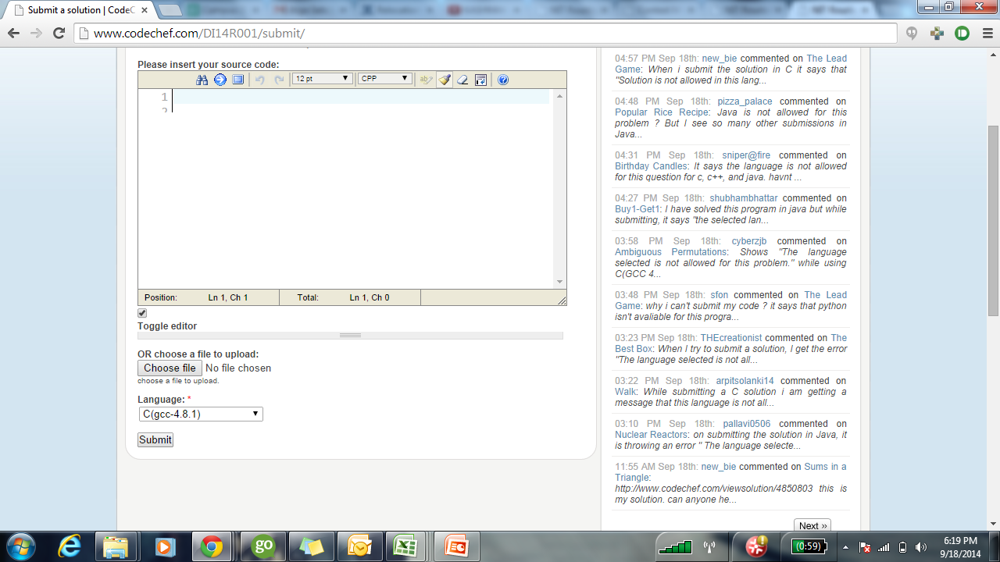 Submit a solution | CodeC
www.codechef.com/DI14R001/submit/
Please insert your source code:
12 pt
CPP
1
2
Position: Ln 1, Ch 1 Total: Ln 1, Ch 0
Toggle editor
OR choose a file to upload:
Choose file No file chosen
choose a file to upload.
Language: *
C(gcc-4.8.1)
Submit
04:57 PM Sep 18th: new_bie commented on The Lead
Game: When i submit the solution in C it says that
"Solution is not allowed in this lang...
04:48 PM Sep 18th: pizza_palace commented on
Popular Rice Recipe: Java is not allowed for this
problem ? But I see so many other submissions in
Java...
04:31 PM Sep 18th: sniper@fire commented on
Birthday Candles: It says the language is not allowed
for this question for c, c++, and java. havnt ...
04:27 PM Sep 18th: shubhambhattar commented on
Buy1-Get1: I have solved this program in java but while
submitting, it says "the selected lan...
03:58 PM Sep 18th: cyberzjb commented on
Ambiguous Permutations: Shows "The language
selected is not allowed for this problem." while using
C(GCC 4...
03:48 PM Sep 18th: sfon commented on The Lead
Game: why i can't submit my code ? it says that python
isn't avaliable for this progra...
03:23 PM Sep 18th: THEcreationist commented on The
Best Box: When I try to submit a solution, I get the error
"The language selected is not all...
03:22 PM Sep 18th: arpitsolanki14 commented on
Walk: While submitting a C solution i am getting a
message that this language is not all...
03:10 PM Sep 18th: pallavi0506 commented on
Nuclear Reactors: on submitting the solution in Java, it
is throwing an error " The language selecte...
11:55 AM Sep 18th: new_bie commented on Sums in a
Triangle:
http://www.codechef.com/viewsolution/4850803 this is
my solution. can anyone he...
Next »
go
(0:59)
6:19 PM
9/18/2014